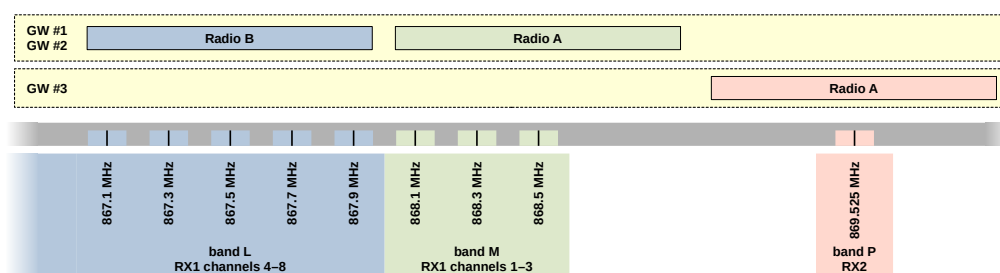 GW #1
GW #2
Radio B
Radio A
GW #3
Radio A
867.1 MHz
867.3 MHz
867.5 MHz
867.7 MHz
867.9 MHz
868.1 MHz
868.3 MHz
868.5 MHz
869.525 MHz
band L
RX1 channels 4–8
band M
RX1 channels 1–3
band P
RX2